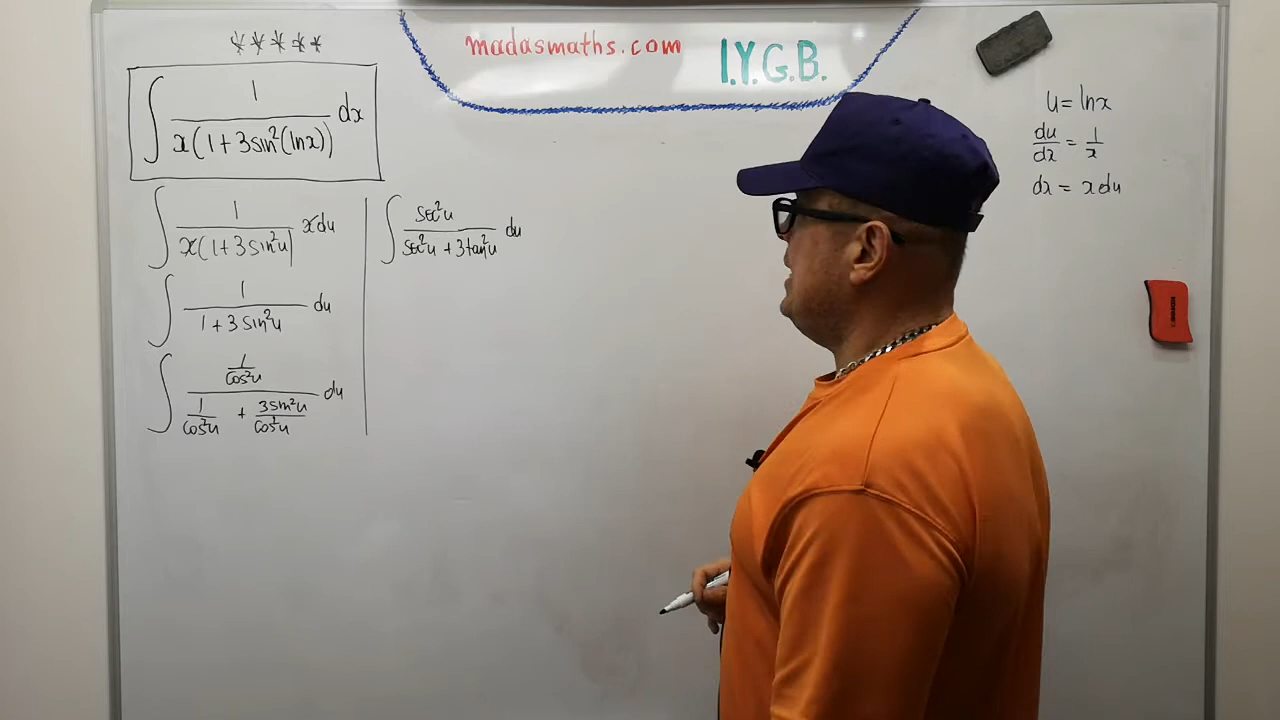 *****
madasmaths.com
I.Y.G.B.
∫ 1/(x(1+3sin²(lnx))) dx
∫ 1/(x(1+3sin²u)) x du
∫ 1/(1+3sin²u) du
∫ (1/cos²u)/(1/cos²u + 3sin²u/cos²u) du
∫ sec²u/(sec²u+3tan²u) du
u = lnx
du/dx = 1/x
dx = x du